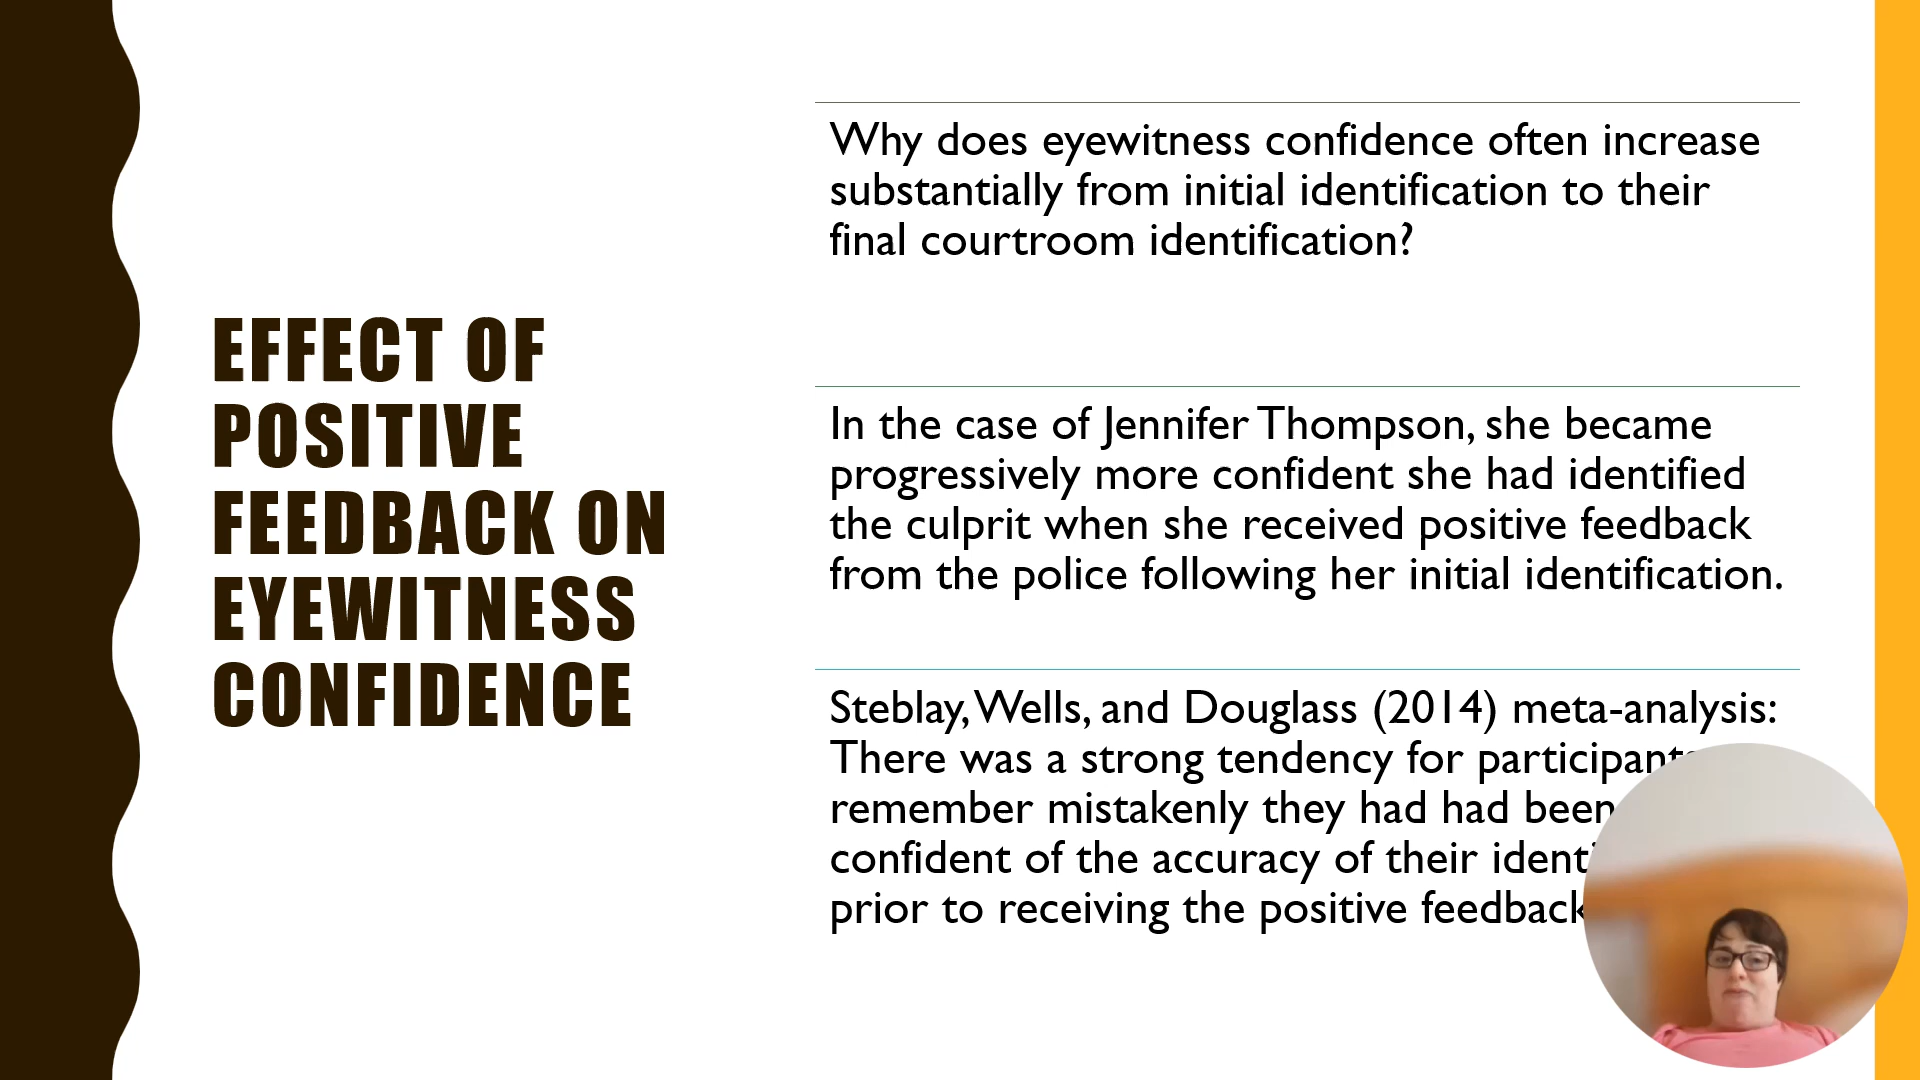 EFFECT OF
POSITIVE
FEEDBACK ON
EYEWITNESS
CONFIDENCE
Why does eyewitness confidence often increase
substantially from initial identification to their
final courtroom identification?
In the case of Jennifer Thompson, she became
progressively more confident she had identified
the culprit when she received positive feedback
from the police following her initial identification.
Steblay, Wells, and Douglass (2014) meta-analysis:
There was a strong tendency for
remember mistakenly they had had been
confident of the accuracy of their
prior to receiving the positive feedback